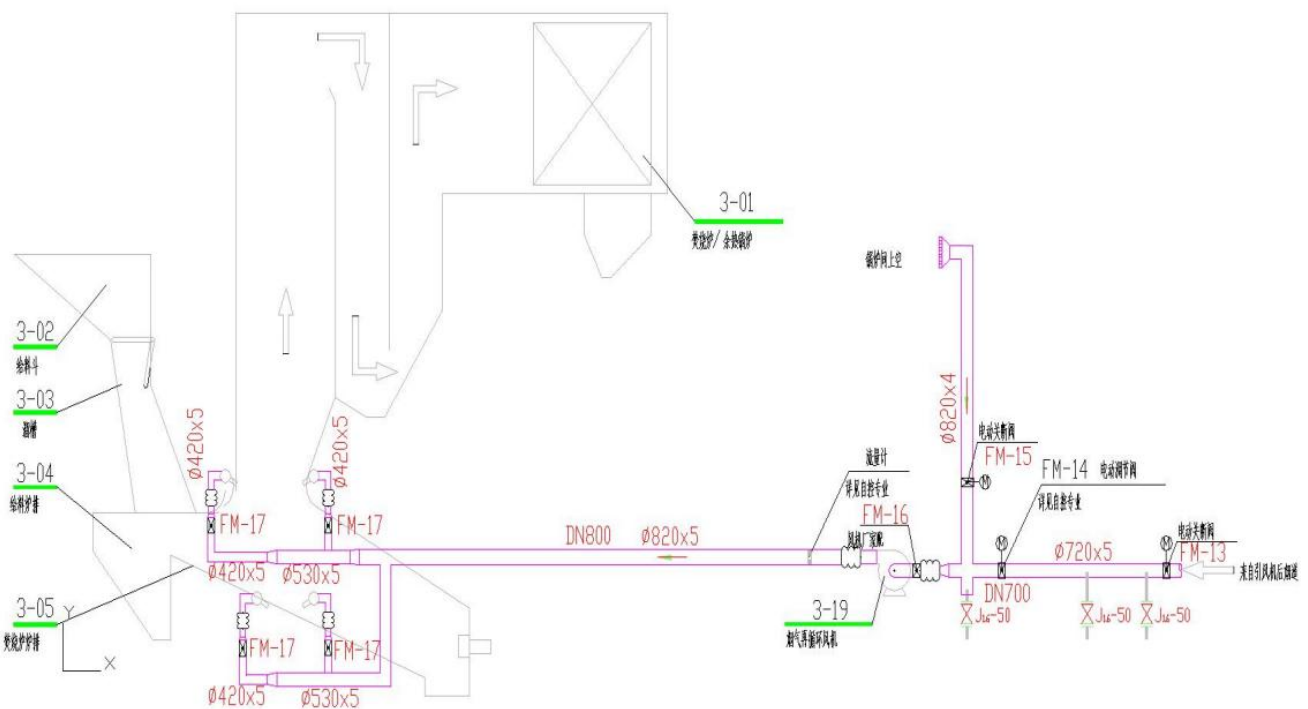 3-01
焚烧炉/余热锅炉
锅炉间上空
3-02
给料斗
3-03
溜槽
3-04
给料炉排
3-05
焚烧炉炉排
Y
X
Ø420x5
Ø420x5
FM-17
FM-17
Ø420x5
Ø530x5
FM-17
FM-17
Ø420x5
Ø530x5
DN800
Ø820x5
流量计
详见自控专业
FM-16
风机厂家配
3-19
烟气再循环风机
Ø820x4
电动关断阀
FM-15
M
FM-14 电动调节阀
详见自控专业
M
Ø720x5
DN700
电动关断阀
FM-13
M
来自引风机后烟道
J₁₆-50
J₁₆-50
J₁₆-50